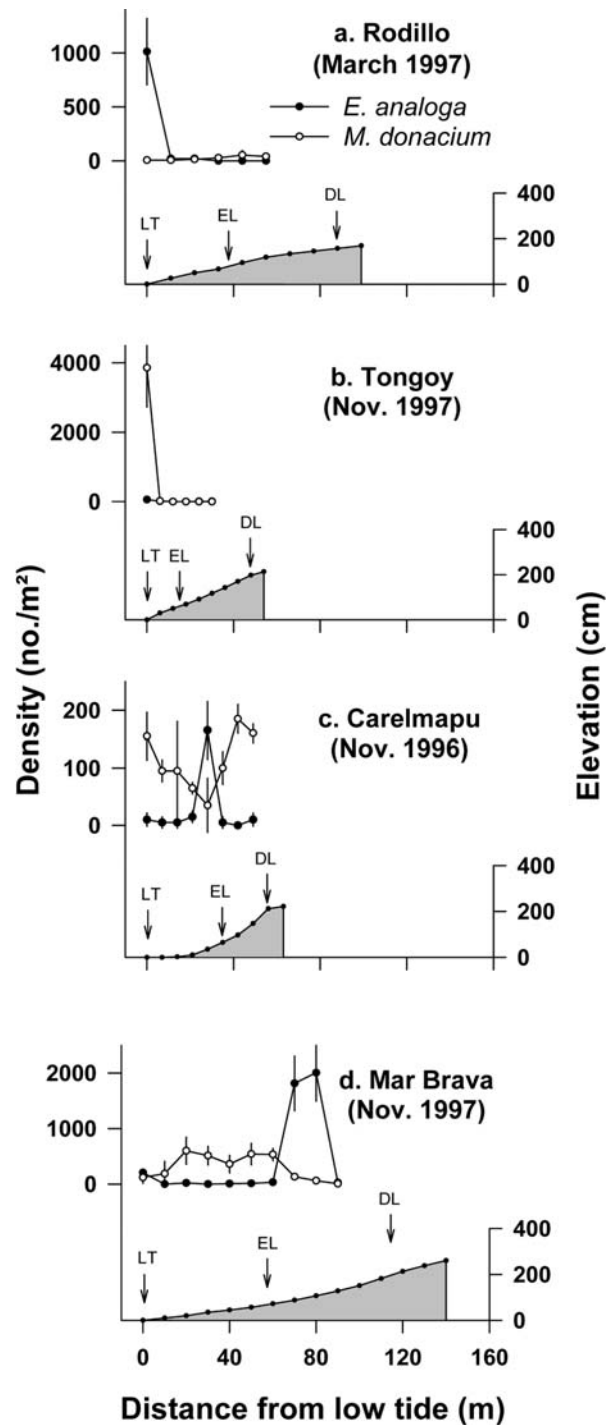 a. Rodillo
(March 1997)
1000
500
0
E. analoga
M. donacium
LT
EL
DL
400
200
0
b. Tongoy
(Nov. 1997)
4000
2000
0
LT
EL
DL
400
200
0
Density (no./m²)
Elevation (cm)
c. Carelmapu
(Nov. 1996)
200
100
0
LT
EL
DL
400
200
0
d. Mar Brava
(Nov. 1997)
2000
1000
0
LT
EL
DL
400
200
0
0 40 80 120 160
Distance from low tide (m)